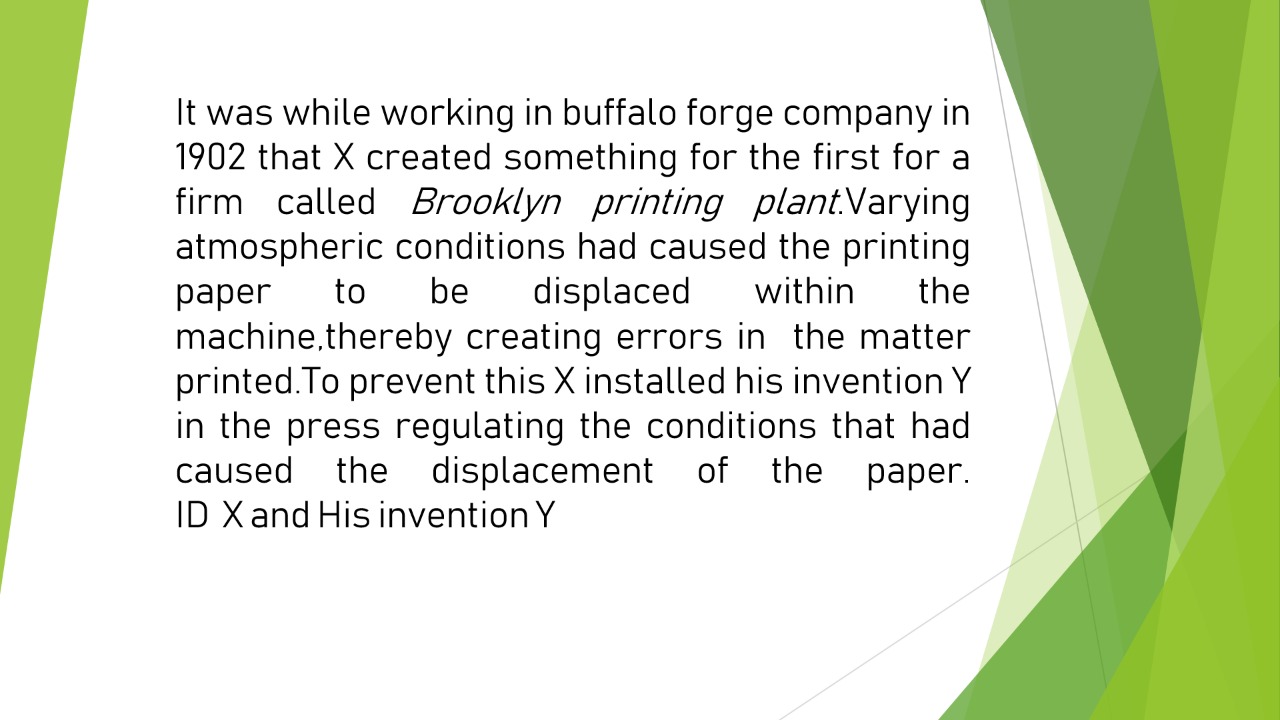 It was while working in buffalo forge company in
1902 that X created something for the first for a
firm called Brooklyn printing plant.Varying
atmospheric conditions had caused the printing
paper to be displaced within the
machine,thereby creating errors in the matter
printed.To prevent this X installed his invention Y
in the press regulating the conditions that had
caused the displacement of the paper.
ID X and His invention Y